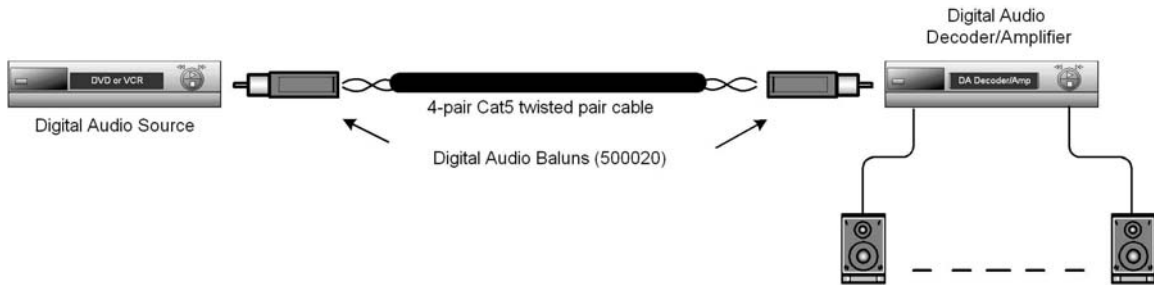 Digital Audio
Decoder/Amplifier
DVD or VCR
DA Decoder/Amp
4-pair Cat5 twisted pair cable
Digital Audio Source
Digital Audio Baluns (500020)